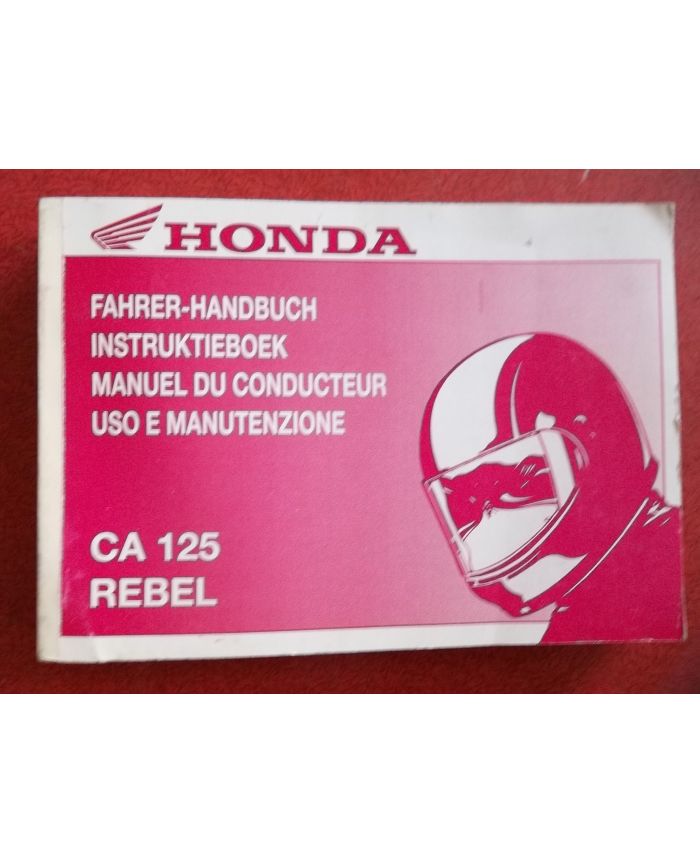 HONDA
FAHRER-HANDBUCH
INSTRUKTIEBOEK
MANUEL DU CONDUCTEUR
USO E MANUTENZIONE
CA 125
REBEL